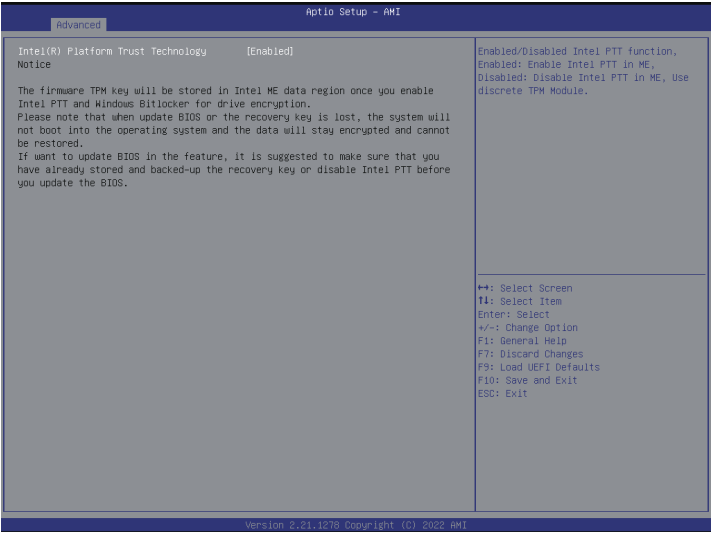 Aptio Setup – AMI
Advanced
Intel(R) Platform Trust Technology [Enabled]
Notice
The firmware TPM key will be stored in Intel ME data region once you enable
Intel PTT and Windows Bitlocker for drive encryption.
Please note that when update BIOS or the recovery key is lost, the system will
not boot into the operating system and the data will stay encrypted and cannot
be restored.
If want to update BIOS in the feature, it is suggested to make sure that you
have already stored and backed-up the recovery key or disable Intel PTT before
you update the BIOS.
Enabled/Disabled Intel PTT function,
Enabled: Enable Intel PTT in ME,
Disabled: Disable Intel PTT in ME, Use
discrete TPM Module.
↔: Select Screen
↑↓: Select Item
Enter: Select
+/-: Change Option
F1: General Help
F7: Discard Changes
F9: Load UEFI Defaults
F10: Save and Exit
ESC: Exit
Version 2.21.1278 Copyright (C) 2022 AMI